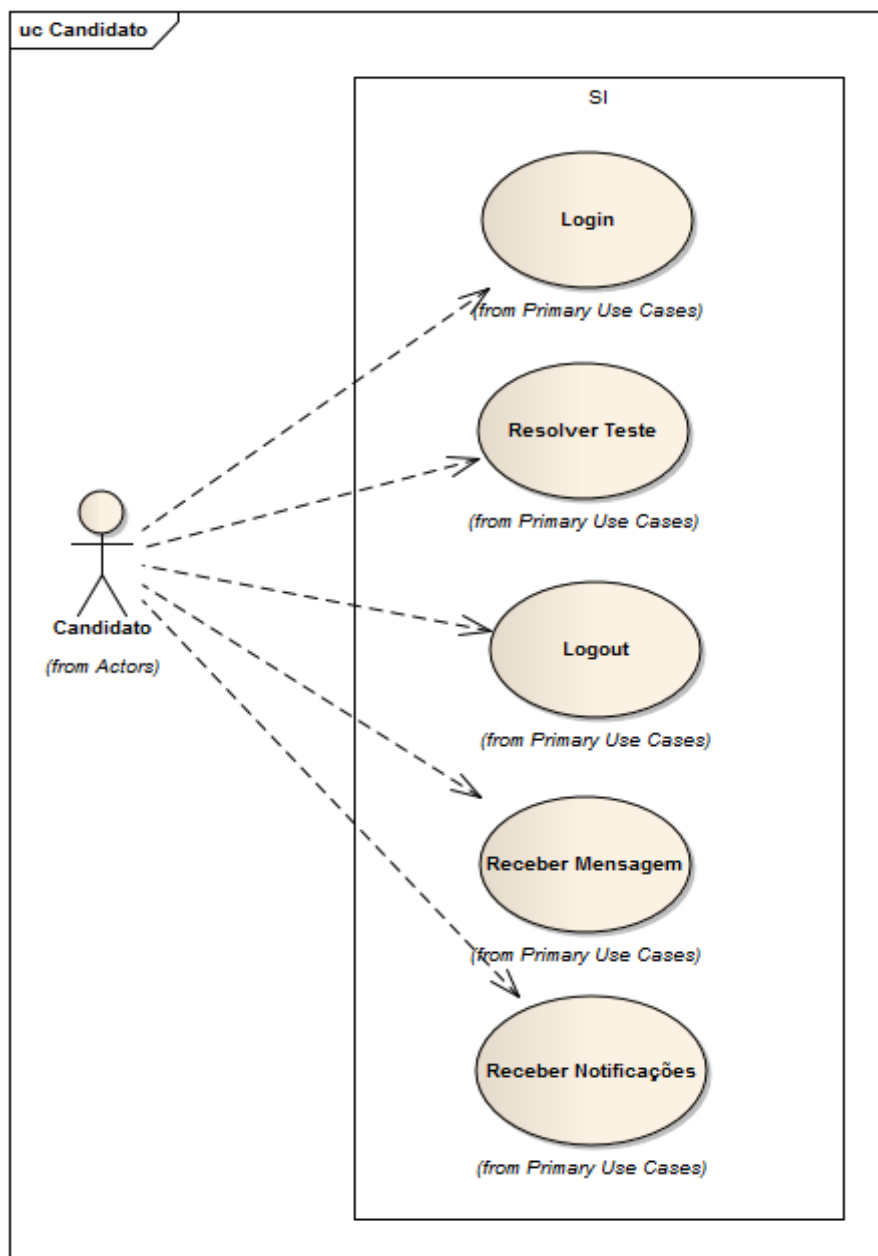 uc Candidato
SI
Login
(from Primary Use Cases)
Resolver Teste
(from Primary Use Cases)
Candidato
(from Actors)
Logout
(from Primary Use Cases)
Receber Mensagem
(from Primary Use Cases)
Receber Notificações
(from Primary Use Cases)